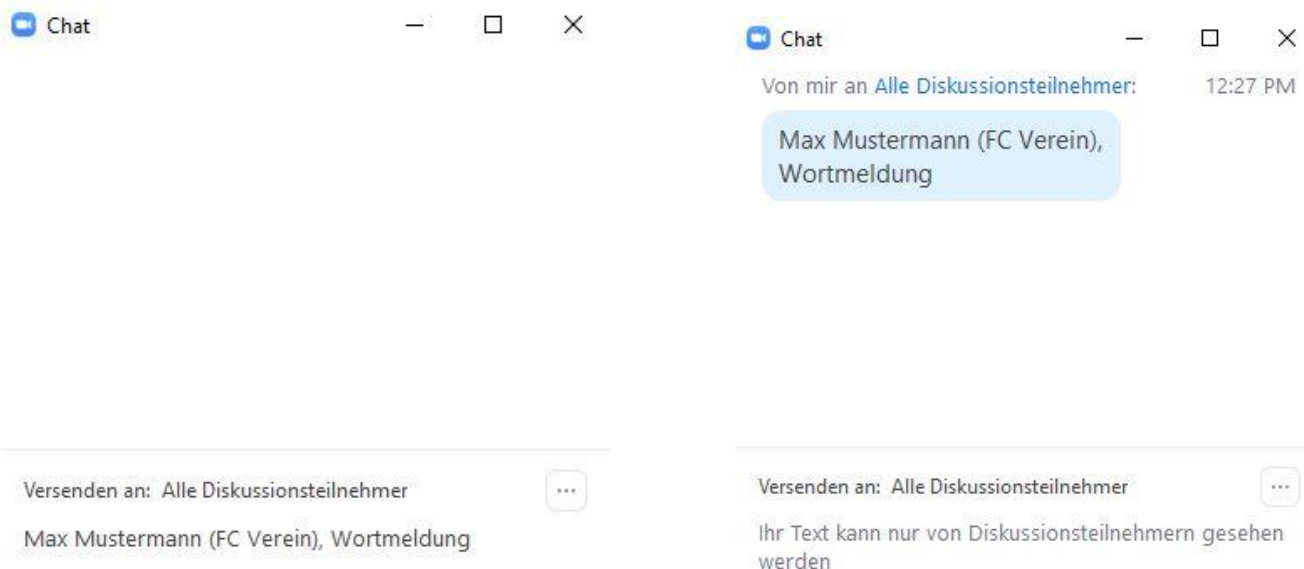 Chat
Versenden an: Alle Diskussionsteilnehmer
Max Mustermann (FC Verein), Wortmeldung
Chat
Von mir an Alle Diskussionsteilnehmer: 12:27 PM
Max Mustermann (FC Verein),
Wortmeldung
Versenden an: Alle Diskussionsteilnehmer
Ihr Text kann nur von Diskussionsteilnehmern gesehen
werden